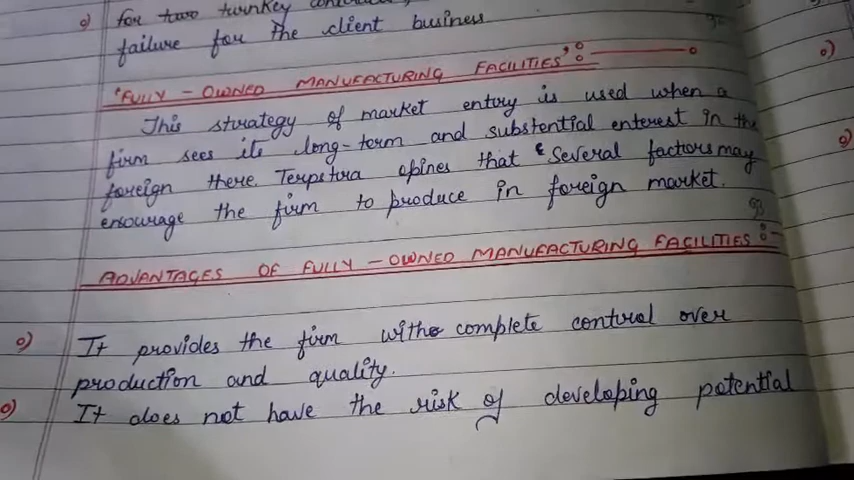 o) for two turnkey
failure for the client business
"FULLY - OWNED MANUFACTURING FACILITIES":
This strategy of market entry is used when a
firm sees its long-term and substential enterest in the
foreign there. Terpstra opines that "Several factors may
encourage the firm to produce in foreign market.
ADVANTAGES OF FULLY - OWNED MANUFACTURING FACILITIES :-
o) It provides the firm with complete control over
production and quality.
o) It does not have the risk of developing potential